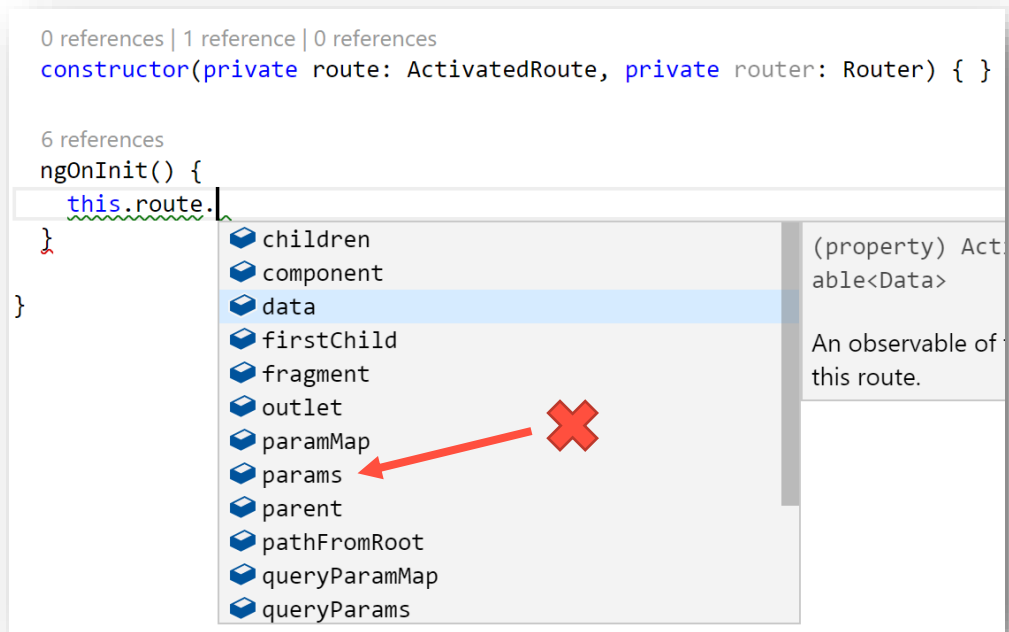 0 references | 1 reference | 0 references
constructor(private route: ActivatedRoute, private router: Router) { }
6 references
ngOnInit() {
this.route.
}
}
children
component
data
firstChild
fragment
outlet
paramMap
params
parent
pathFromRoot
queryParamMap
queryParams
(property) Act
able<Data>
An observable of
this route.